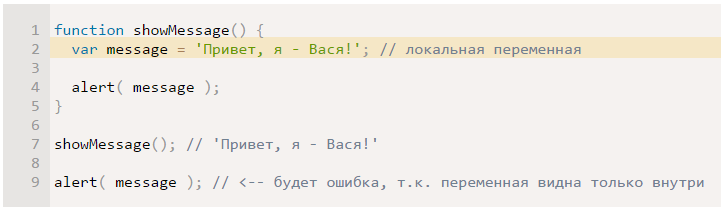 1 function showMessage() {
2 var message = 'Привет, я - Вася!'; // локальная переменная
3
4 alert( message );
5 }
6
7 showMessage(); // 'Привет, я - Вася!'
8
9 alert( message ); // <-- будет ошибка, т.к. переменная видна только внутри